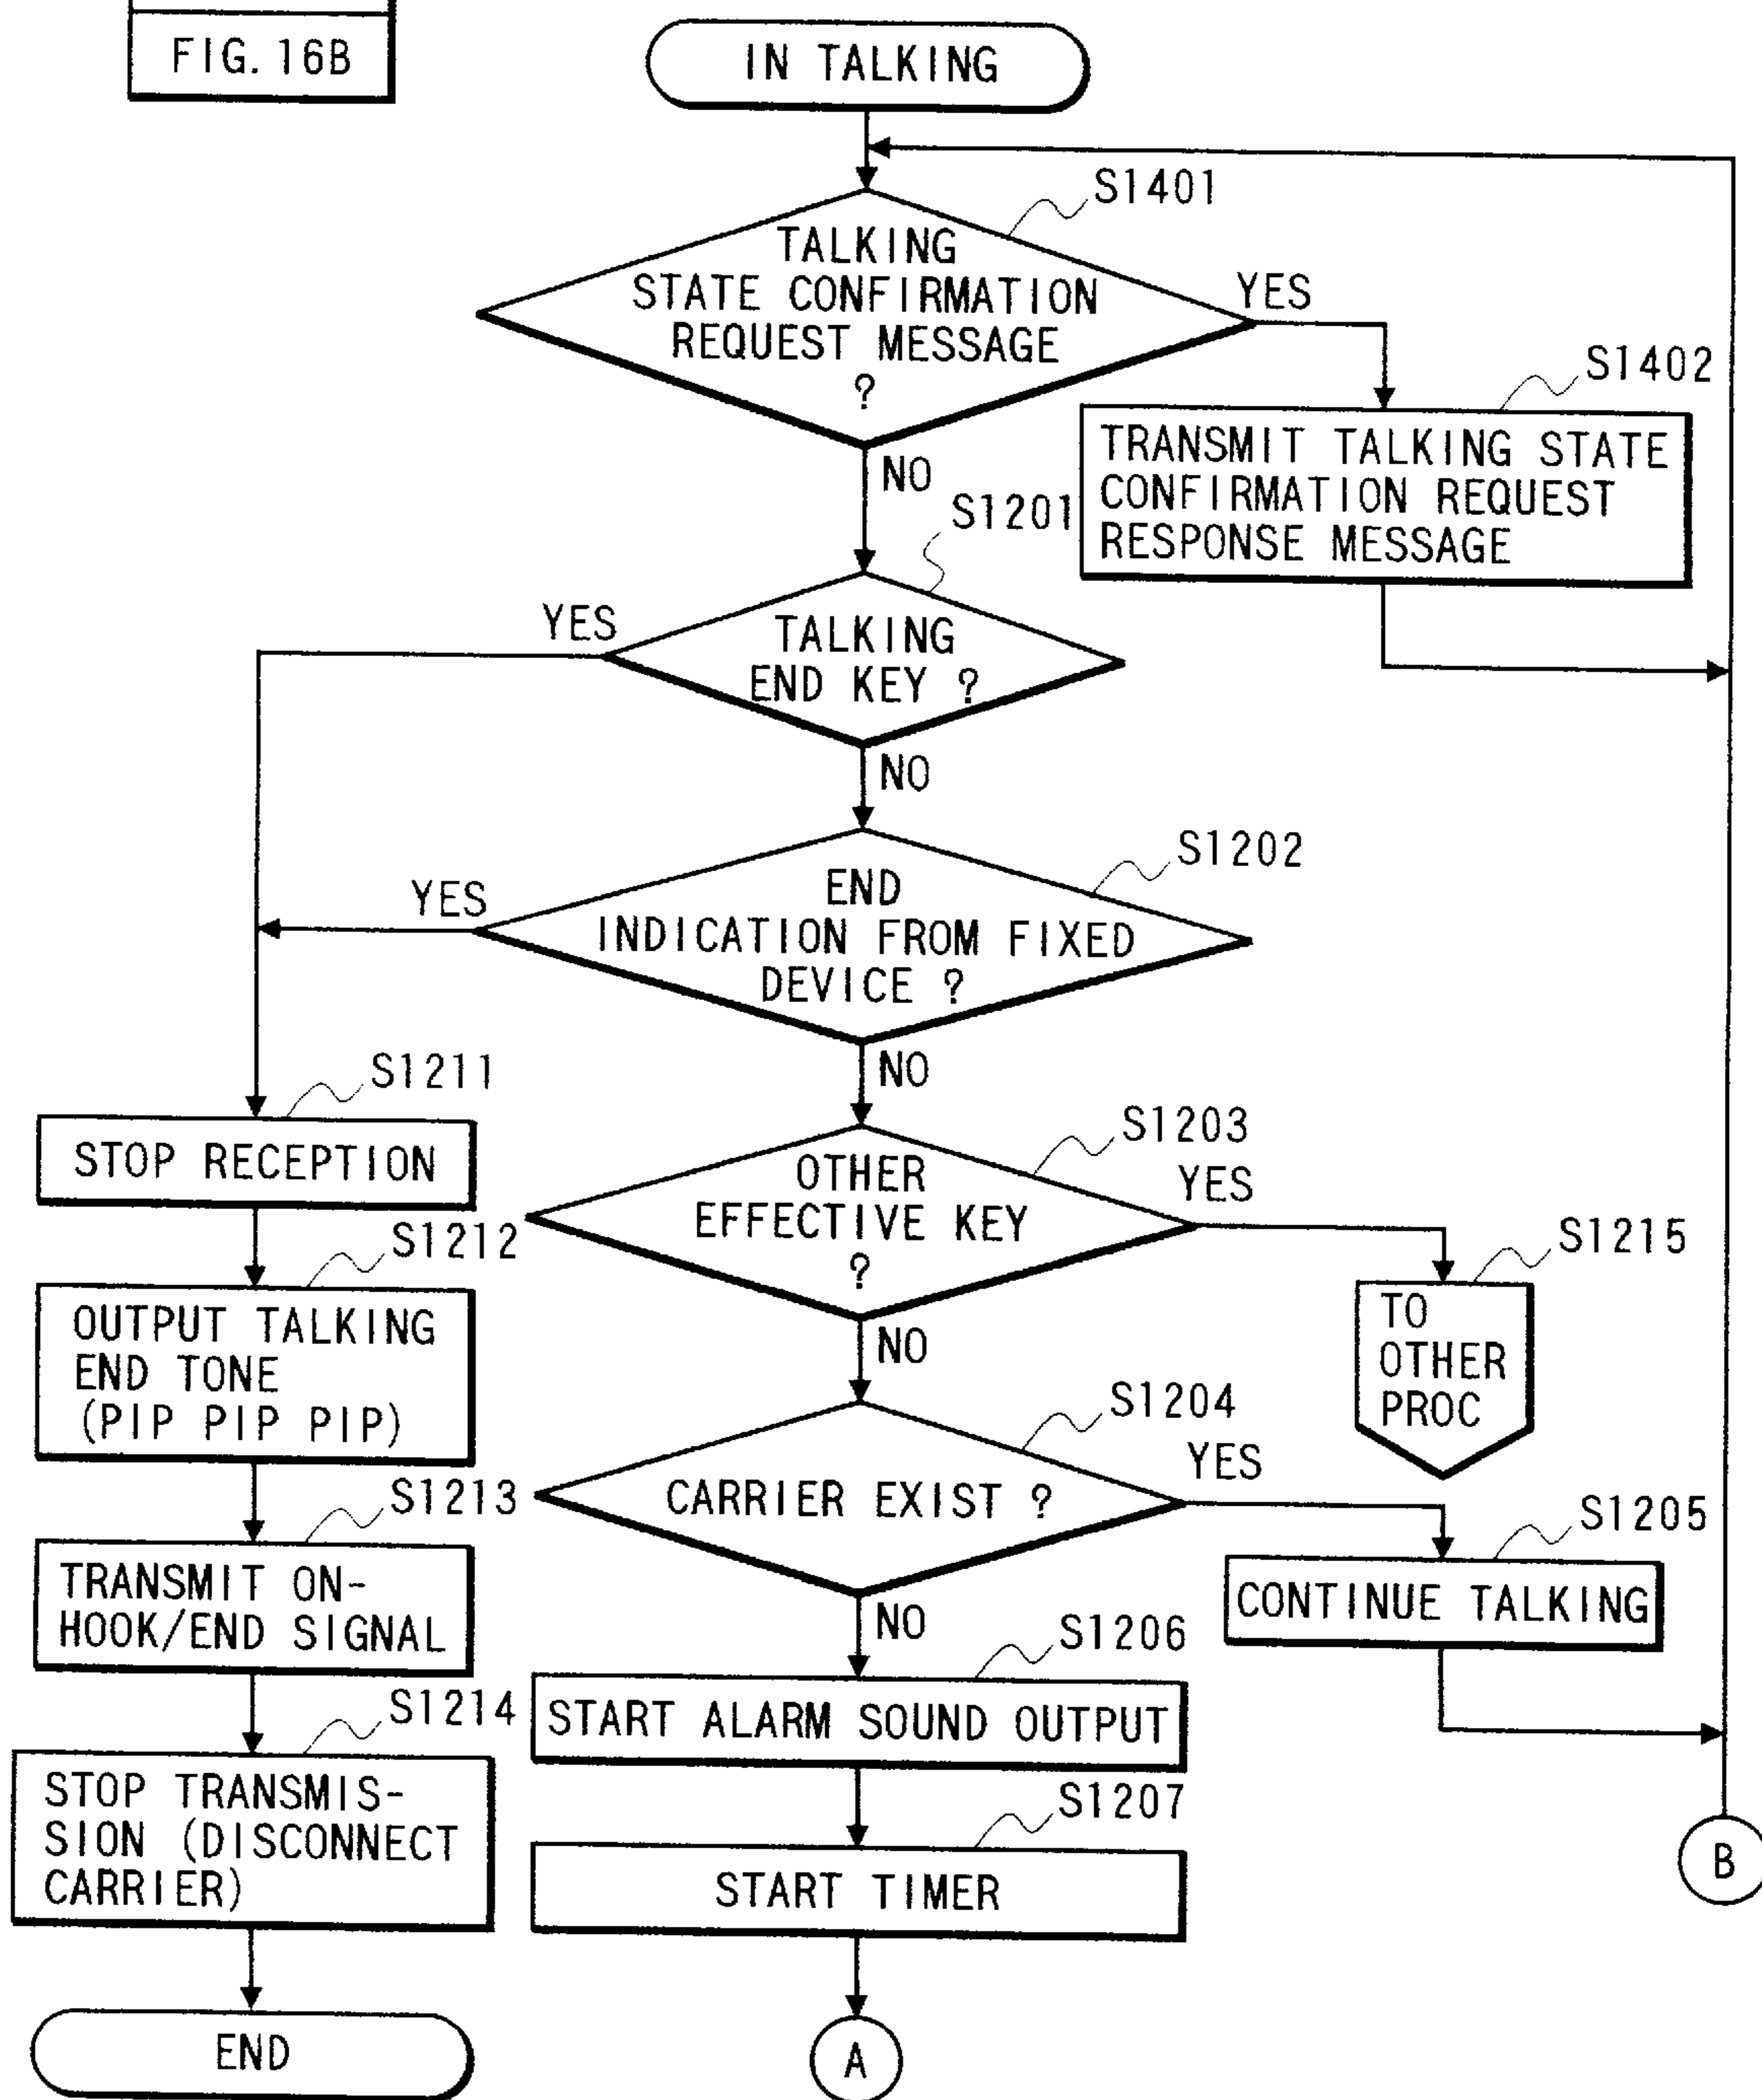 FIG. 16B
IN TALKING
S1401
TALKING
STATE CONFIRMATION
REQUEST MESSAGE
?
YES
NO
S1402
TRANSMIT TALKING STATE
CONFIRMATION REQUEST
RESPONSE MESSAGE
S1201
TALKING
END KEY ?
YES
NO
S1202
END
INDICATION FROM FIXED
DEVICE ?
YES
NO
S1211
STOP RECEPTION
S1203
OTHER
EFFECTIVE KEY
?
YES
NO
S1215
TO
OTHER
PROC
S1212
OUTPUT TALKING
END TONE
(PIP PIP PIP)
S1204
CARRIER EXIST ?
YES
NO
S1205
CONTINUE TALKING
S1213
TRANSMIT ON-
HOOK/END SIGNAL
S1206
START ALARM SOUND OUTPUT
S1214
STOP TRANSMIS-
SION (DISCONNECT
CARRIER)
S1207
START TIMER
B
END
A